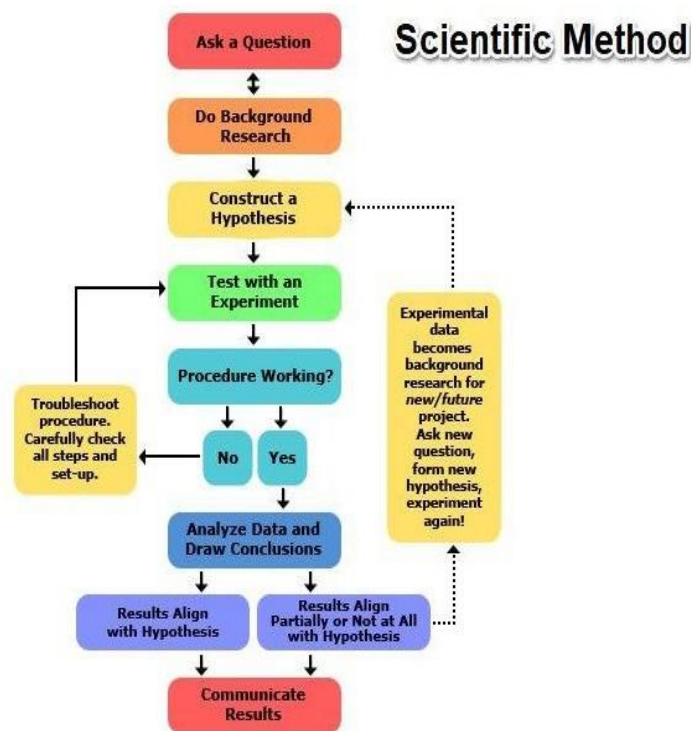 Scientific Method
Ask a Question
Do Background
Research
Construct a
Hypothesis
Test with an
Experiment
Procedure Working?
No
Yes
Troubleshoot
procedure.
Carefully check
all steps and
set-up.
Experimental
data
becomes
background
research for
new/future
project.
Ask new
question,
form new
hypothesis,
experiment
again!
Analyze Data and
Draw Conclusions
Results Align
with Hypothesis
Results Align
Partially or Not at All
with Hypothesis
Communicate
Results